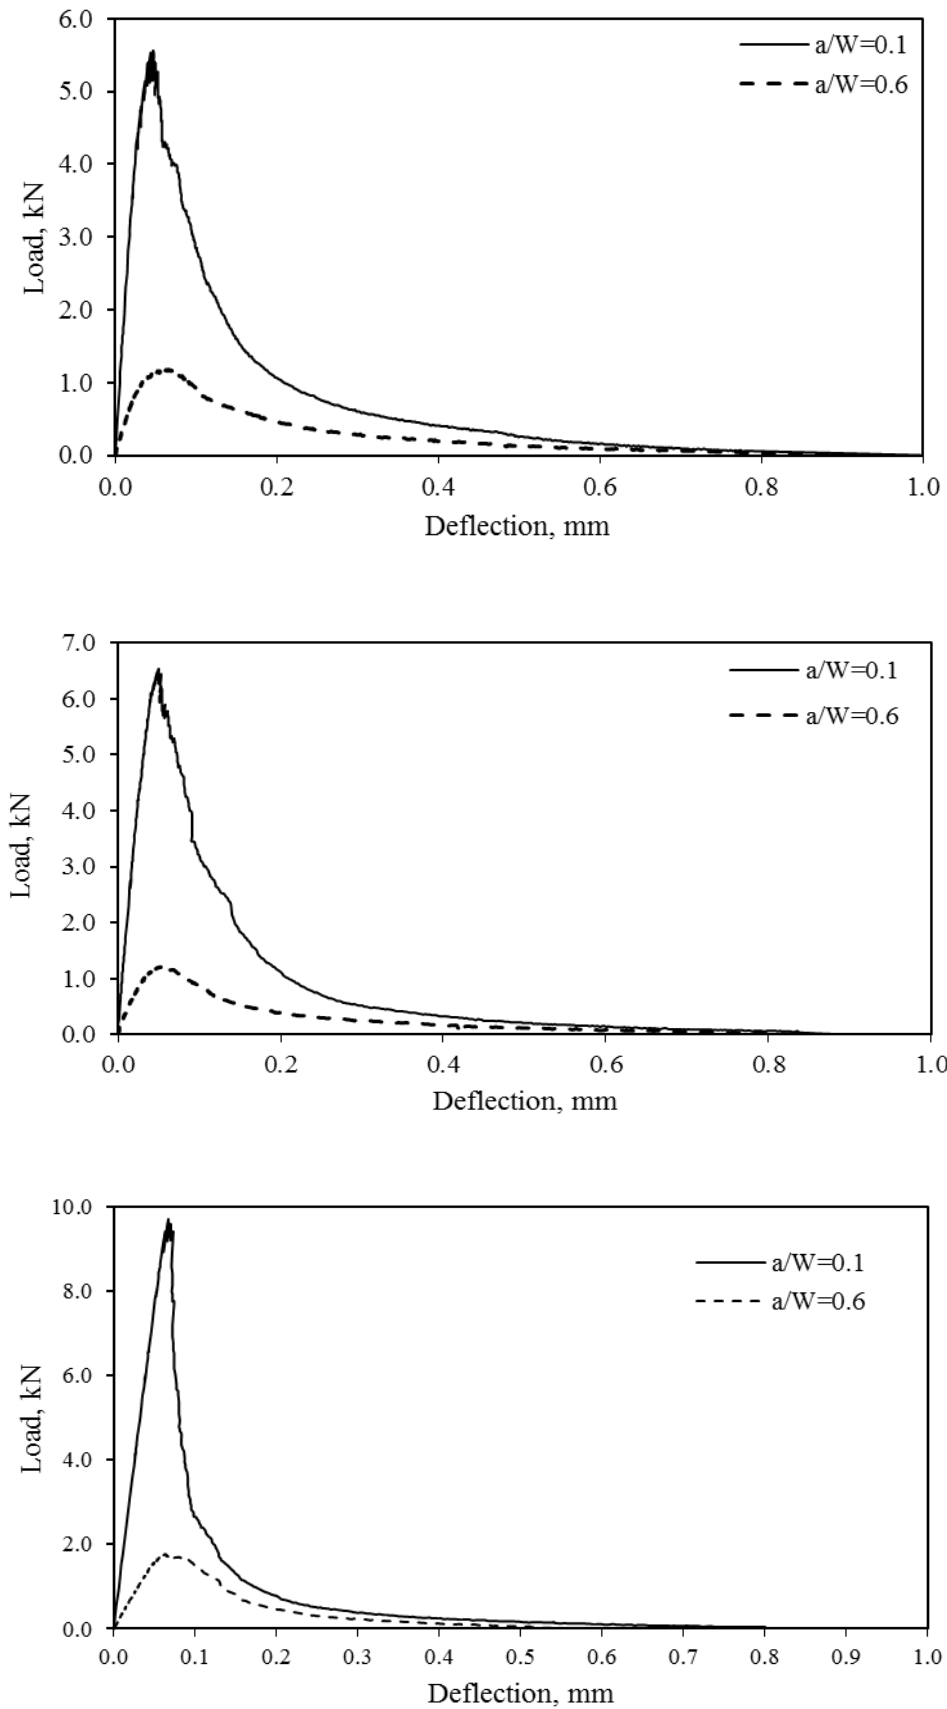 6.0
5.0
4.0
3.0
2.0
1.0
0.0
Load, kN
a/W=0.1
a/W=0.6
0.0 0.2 0.4 0.6 0.8 1.0
Deflection, mm
7.0
6.0
5.0
4.0
3.0
2.0
1.0
0.0
Load, kN
a/W=0.1
a/W=0.6
0.0 0.2 0.4 0.6 0.8 1.0
Deflection, mm
10.0
8.0
6.0
4.0
2.0
0.0
Load, kN
a/W=0.1
a/W=0.6
0.0 0.1 0.2 0.3 0.4 0.5 0.6 0.7 0.8 0.9 1.0
Deflection, mm